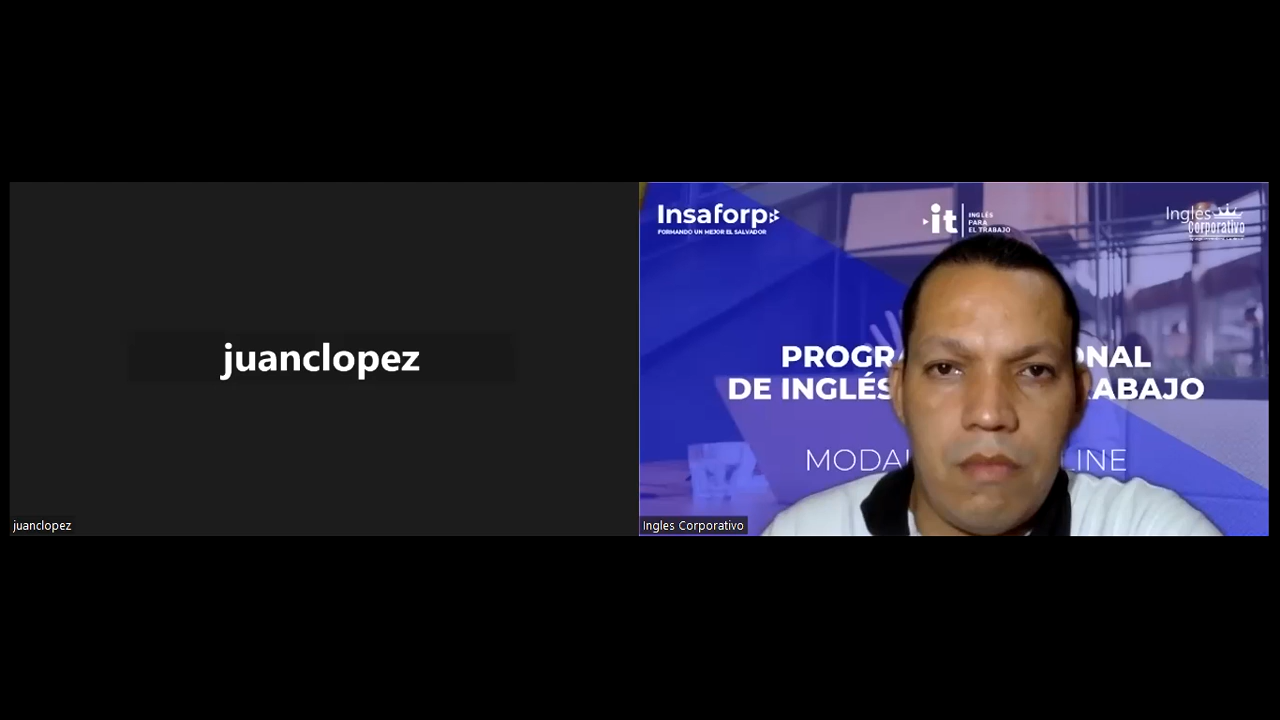 juanclopez
juanclopez
Insaforp
FORMANDO UN MEJOR EL SALVADOR
it
INGLÉS
PARA
EL TRABAJO
Inglés
Corporativo
PROGR NAL
DE INGLÉS RABAJO
MODAL LINE
Ingles Corporativo